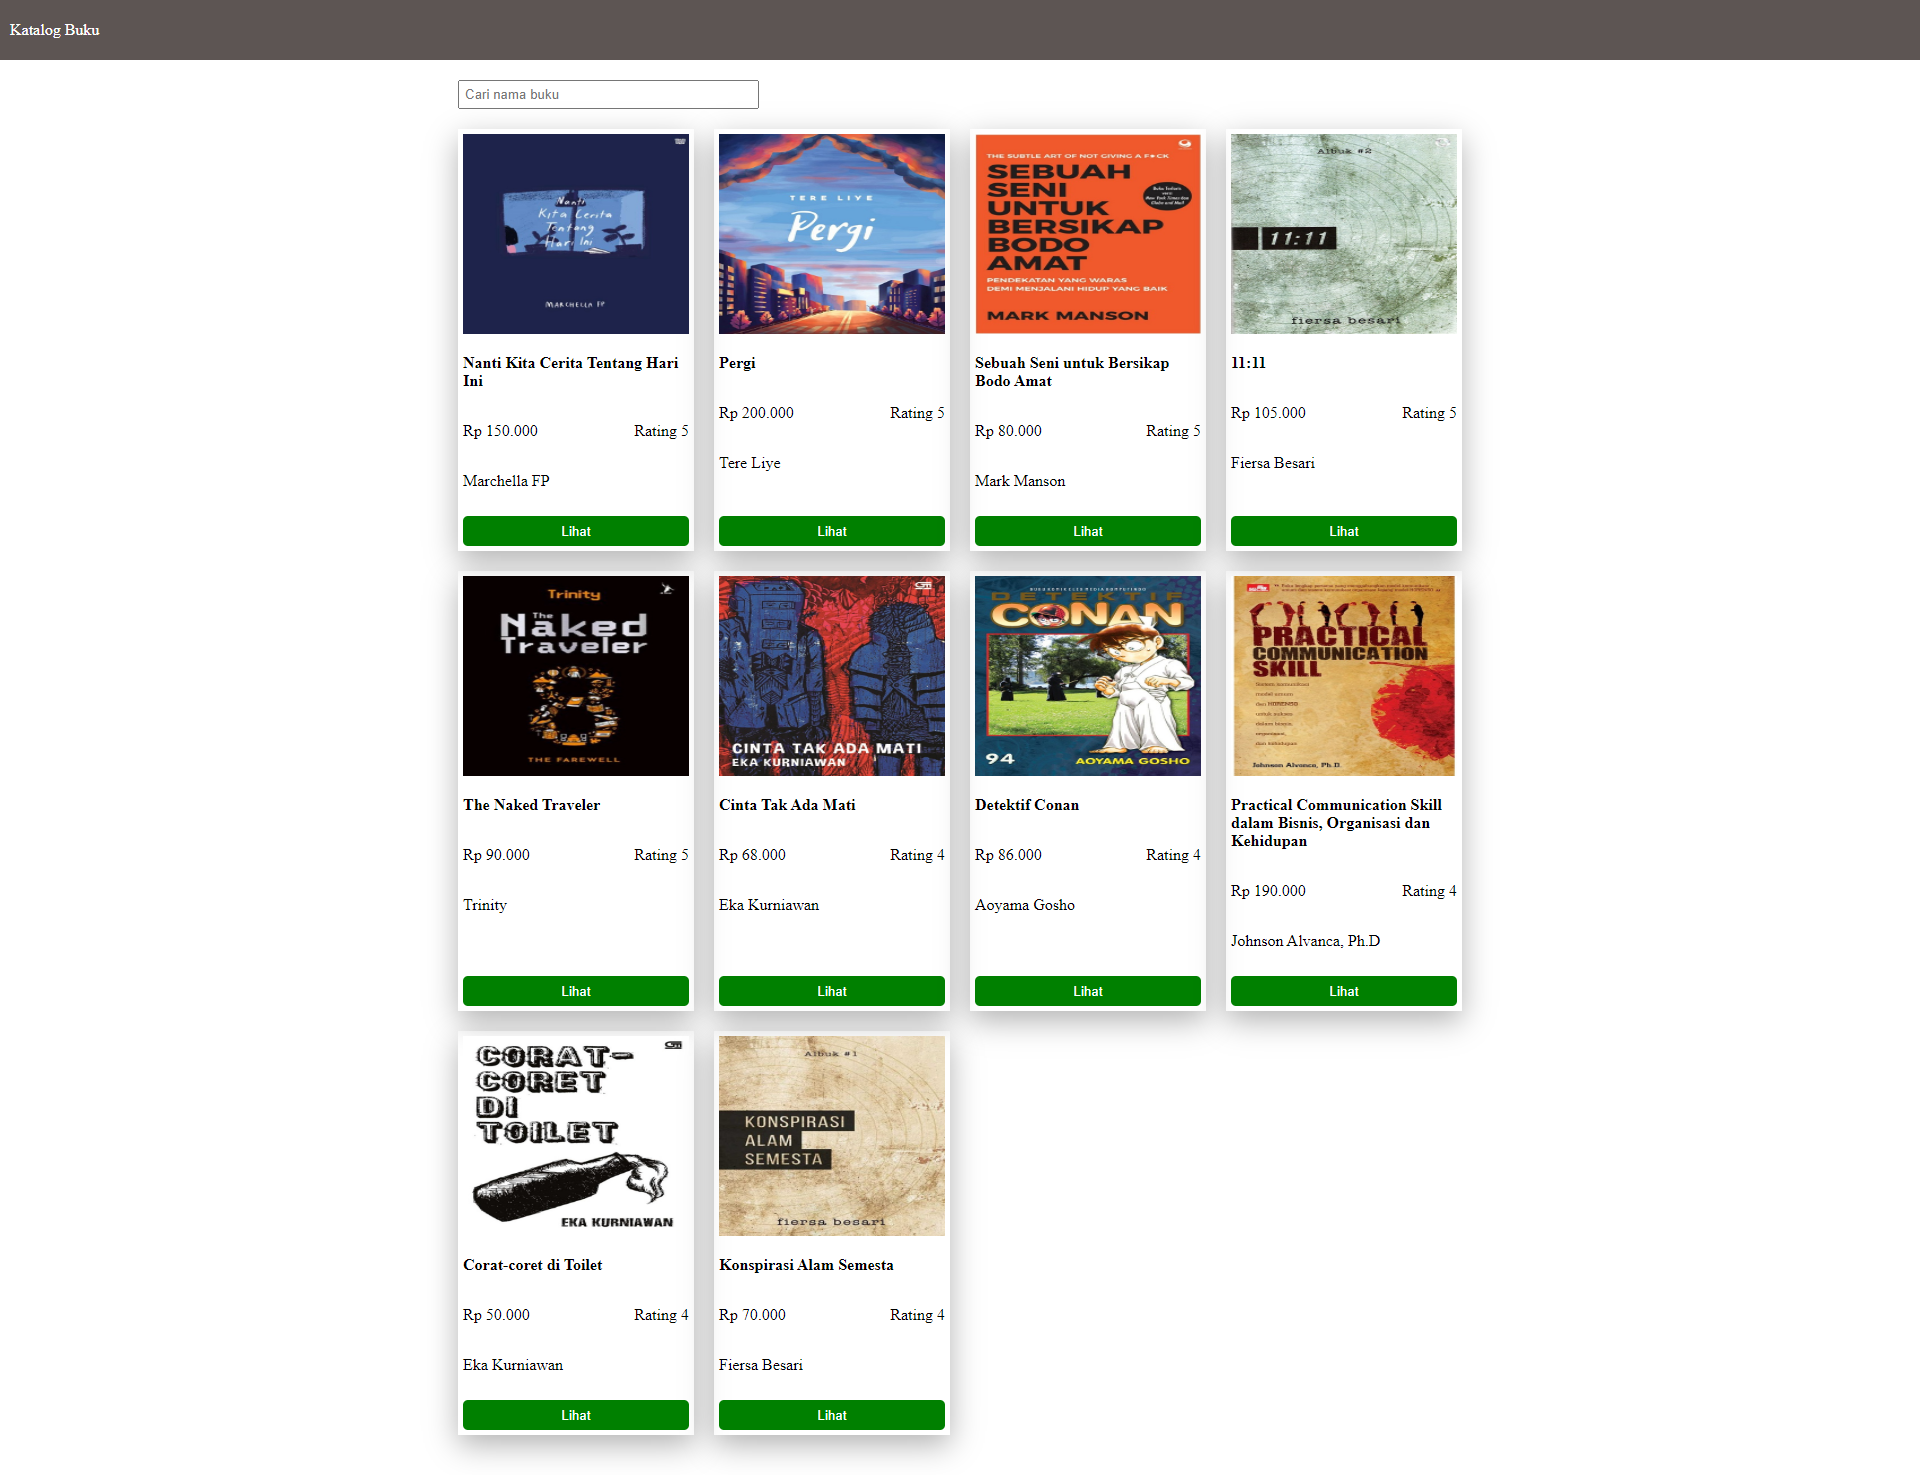 Katalog Buku
Cari nama buku
Nanti
Kita Cerita
Tentang
Hari Ini
MARCHELLA FP
TERE LIYE
Pergi
THE SUBTLE ART OF NOT GIVING A F*CK
SEBUAH
SENI
UNTUK
BERSIKAP
BODO
AMAT
PENDEKATAN YANG WARAS
DEMI MENJALANI HIDUP YANG BAIK
MARK MANSON
Albuk #2
11:11
fiersa besari
Nanti Kita Cerita Tentang Hari
Ini
Pergi
Sebuah Seni untuk Bersikap
Bodo Amat
11:11
Rp 150.000 Rating 5
Rp 200.000 Rating 5
Rp 80.000 Rating 5
Rp 105.000 Rating 5
Marchella FP
Tere Liye
Mark Manson
Fiersa Besari
Lihat
Lihat
Lihat
Lihat
Trinity
The
Naked
Traveler
8
THE FAREWELL
CINTA TAK ADA MATI
EKA KURNIAWAN
DETEKTIF
CONAN
94
AOYAMA GOSHO
PRACTICAL
COMMUNICATION
SKILL
Johnson Alvanca, Ph.D.
The Naked Traveler
Cinta Tak Ada Mati
Detektif Conan
Practical Communication Skill
dalam Bisnis, Organisasi dan
Kehidupan
Rp 90.000 Rating 5
Rp 68.000 Rating 4
Rp 86.000 Rating 4
Rp 190.000 Rating 4
Trinity
Eka Kurniawan
Aoyama Gosho
Johnson Alvanca, Ph.D
Lihat
Lihat
Lihat
Lihat
CORAT-
CORET
DI
TOILET
EKA KURNIAWAN
Albuk #1
KONSPIRASI
ALAM
SEMESTA
fiersa besari
Corat-coret di Toilet
Konspirasi Alam Semesta
Rp 50.000 Rating 4
Rp 70.000 Rating 4
Eka Kurniawan
Fiersa Besari
Lihat
Lihat